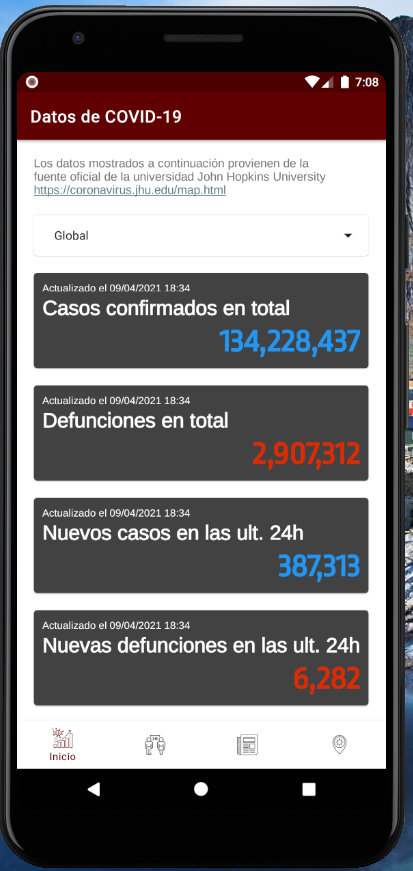 7:08
Datos de COVID-19
Los datos mostrados a continuación provienen de la
fuente oficial de la universidad John Hopkins University
https://coronavirus.jhu.edu/map.html
Global
Actualizado el 09/04/2021 18:34
Casos confirmados en total
134,228,437
Actualizado el 09/04/2021 18:34
Defunciones en total
2,907,312
Actualizado el 09/04/2021 18:34
Nuevos casos en las ult. 24h
387,313
Actualizado el 09/04/2021 18:34
Nuevas defunciones en las ult. 24h
6,282
Inicio